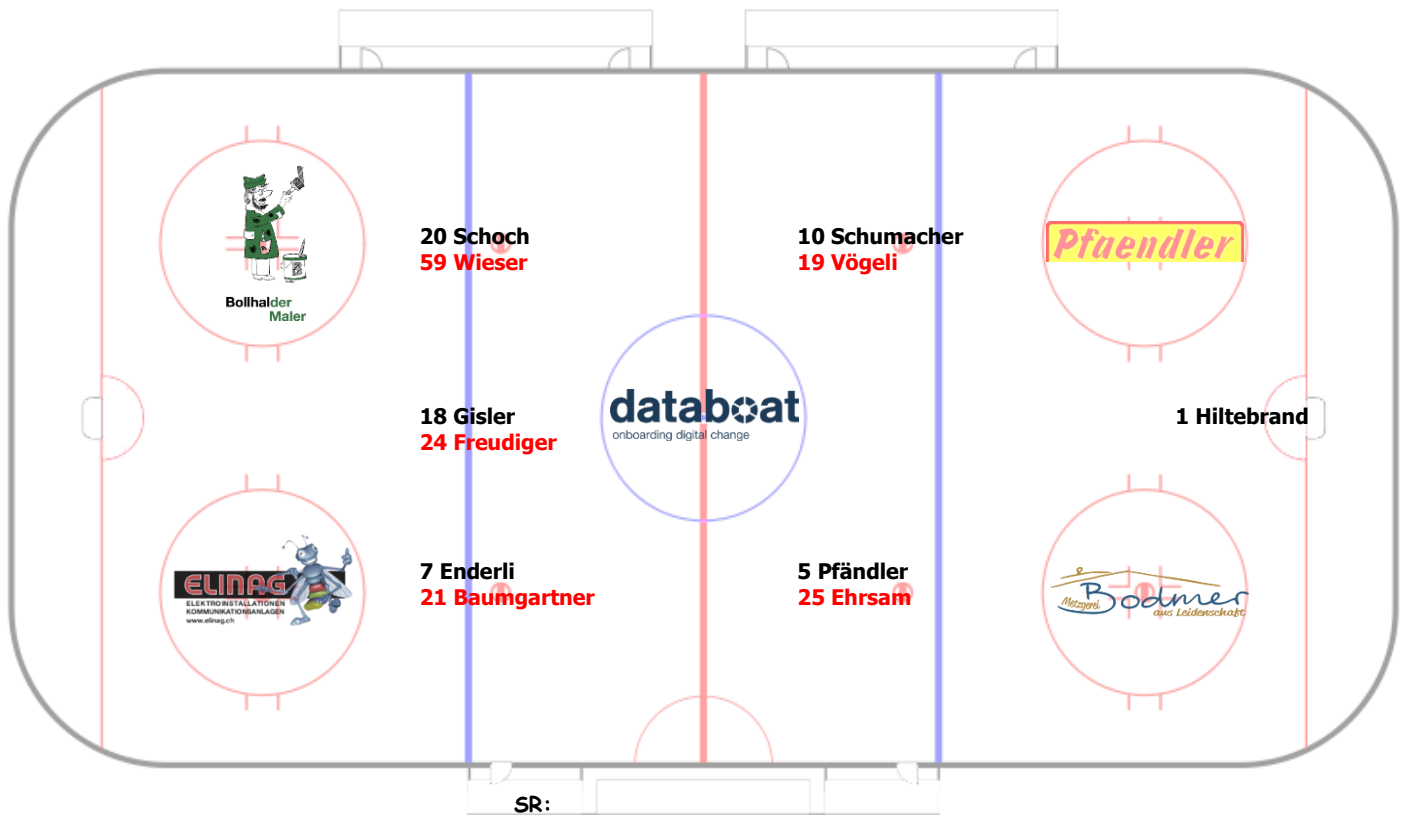 20 Schoch
59 Wieser
10 Schumacher
19 Vögeli
Pfaendler
Bollhalder
Maler
18 Gisler
24 Freudiger
databoat
onboarding digital change
1 Hiltebrand
ELINAG
ELEKTROINSTALLATIONEN
KOMMUNIKATIONBANLAGEN
www.elinag.ch
7 Enderli
21 Baumgartner
5 Pfändler
25 Ehrsam
Metzgerei Bodmer
aus Leidenschaft
SR: